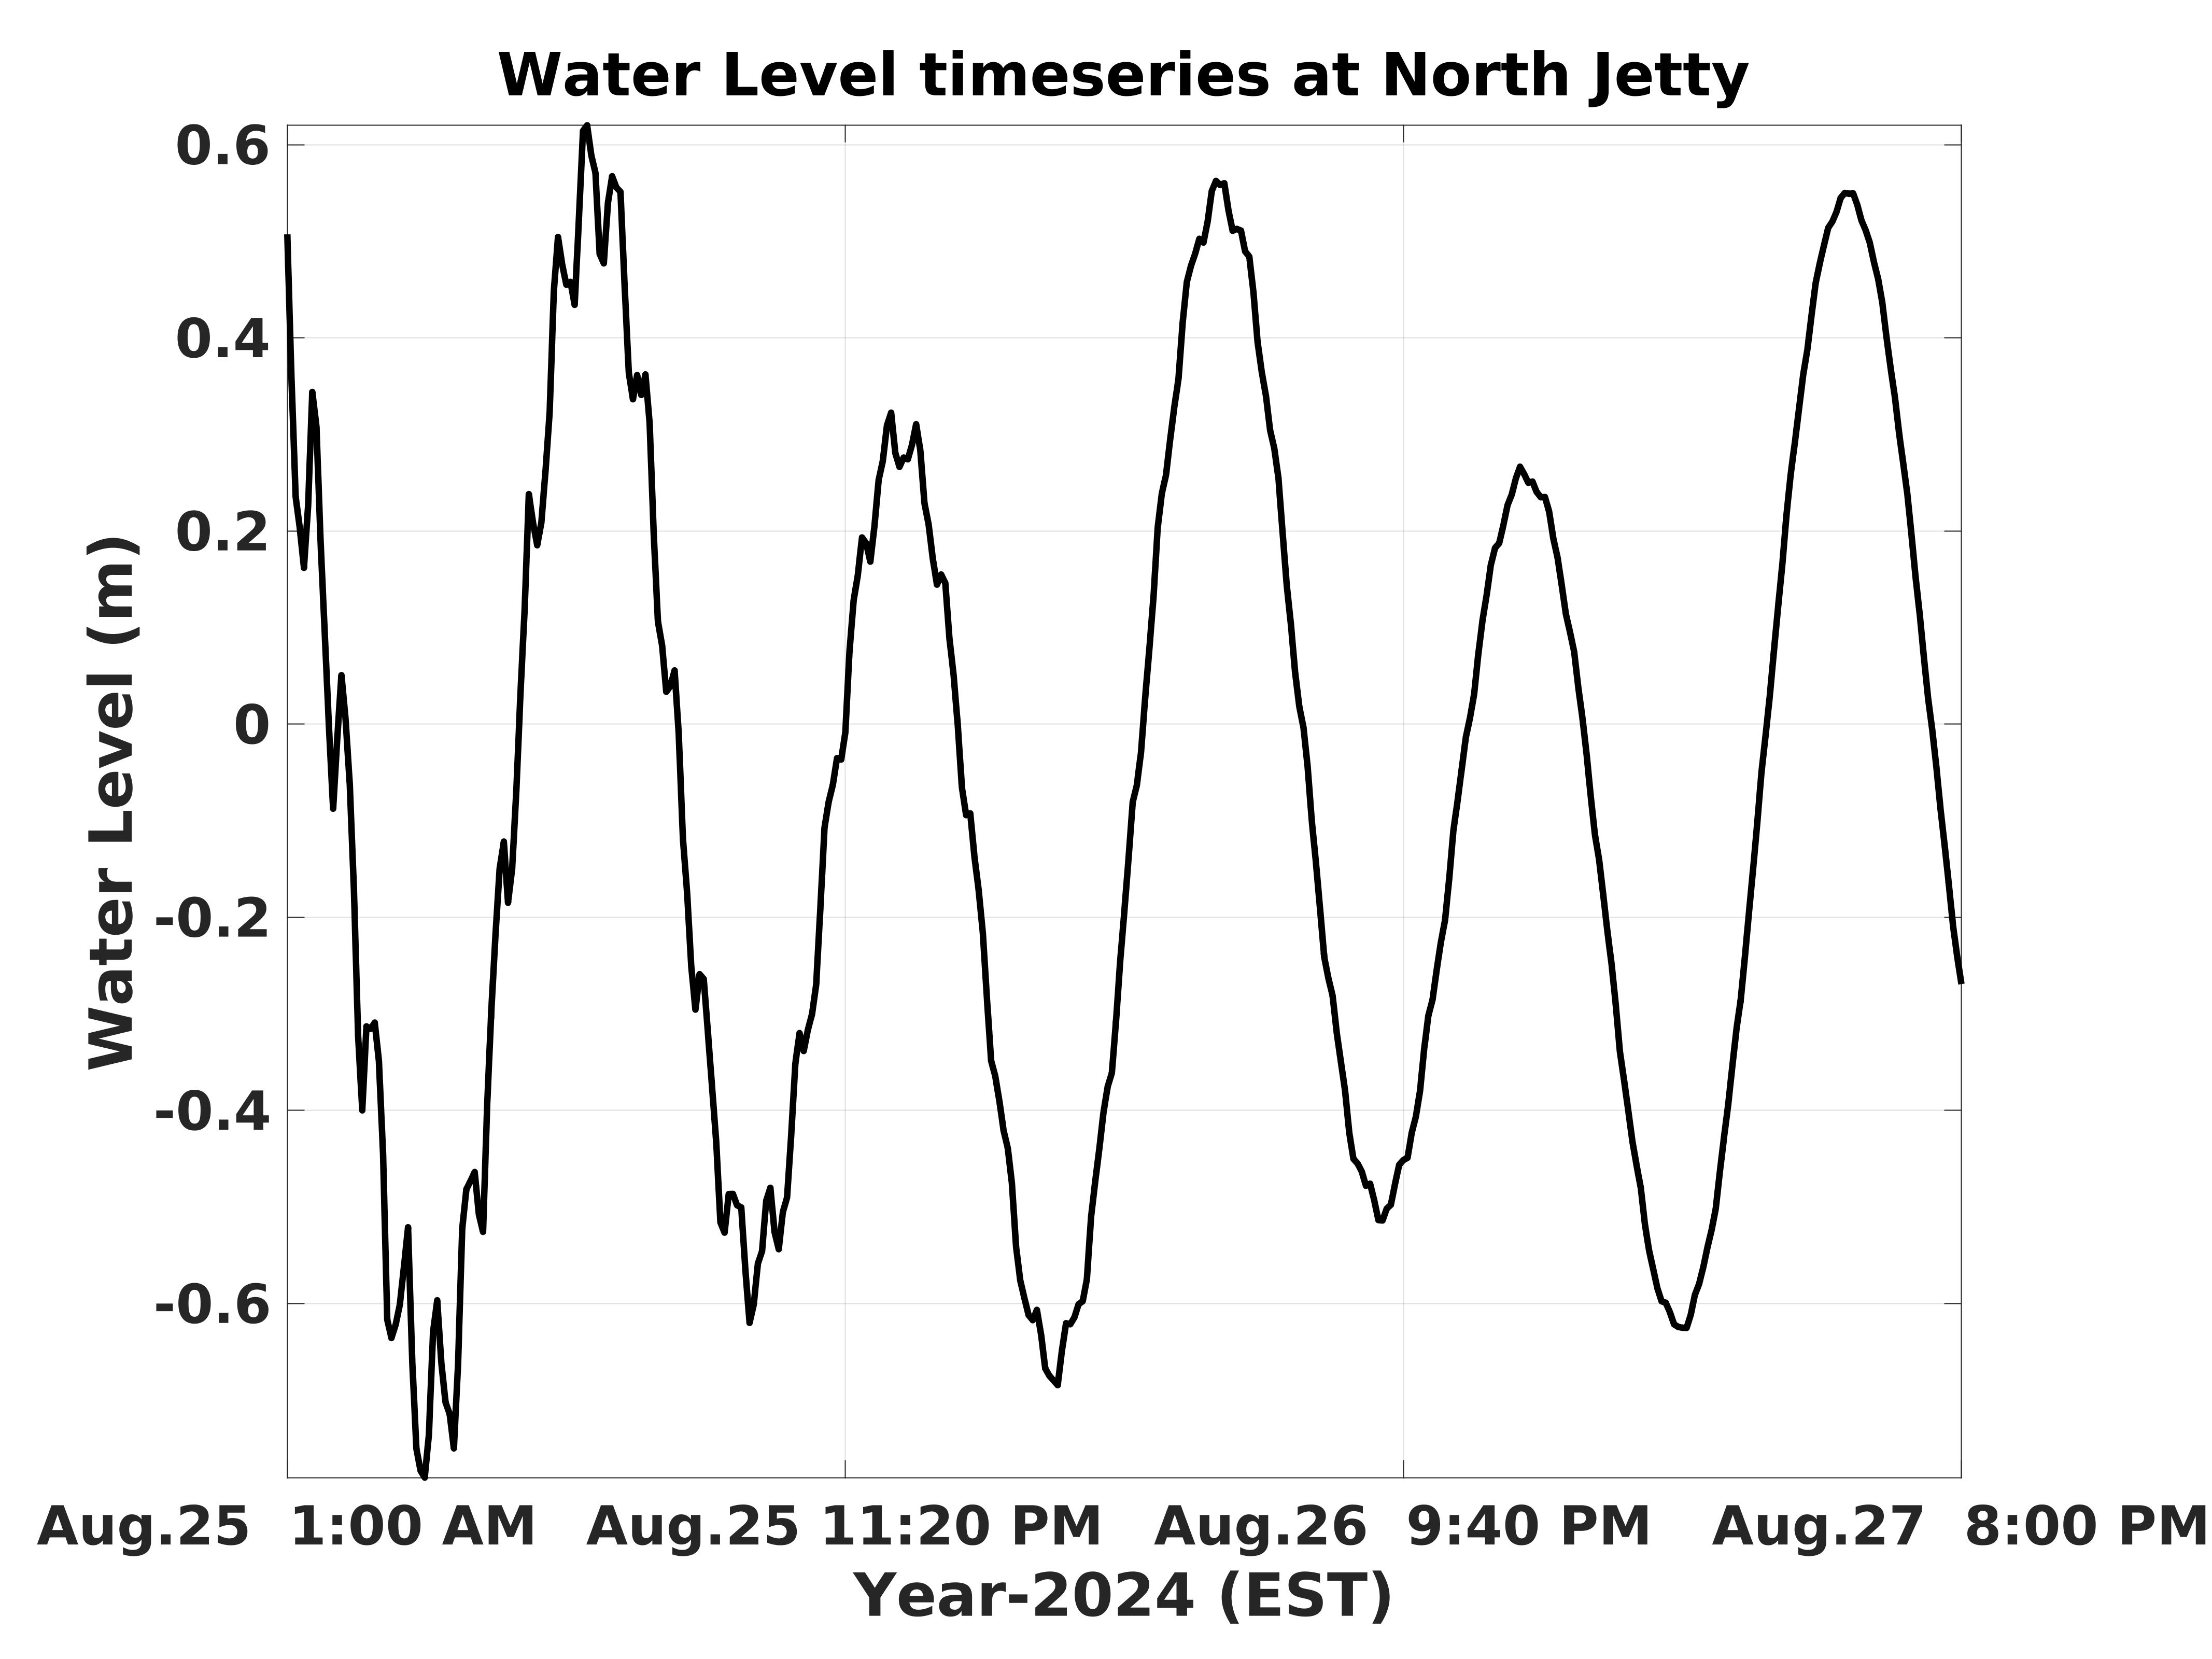 Water Level timeseries at North Jetty
0.6
0.4
0.2
0
-0.2
-0.4
-0.6
Water Level (m)
Aug.25 1:00 AM Aug.25 11:20 PM Aug.26 9:40 PM Aug.27 8:00 PM
Year-2024 (EST)